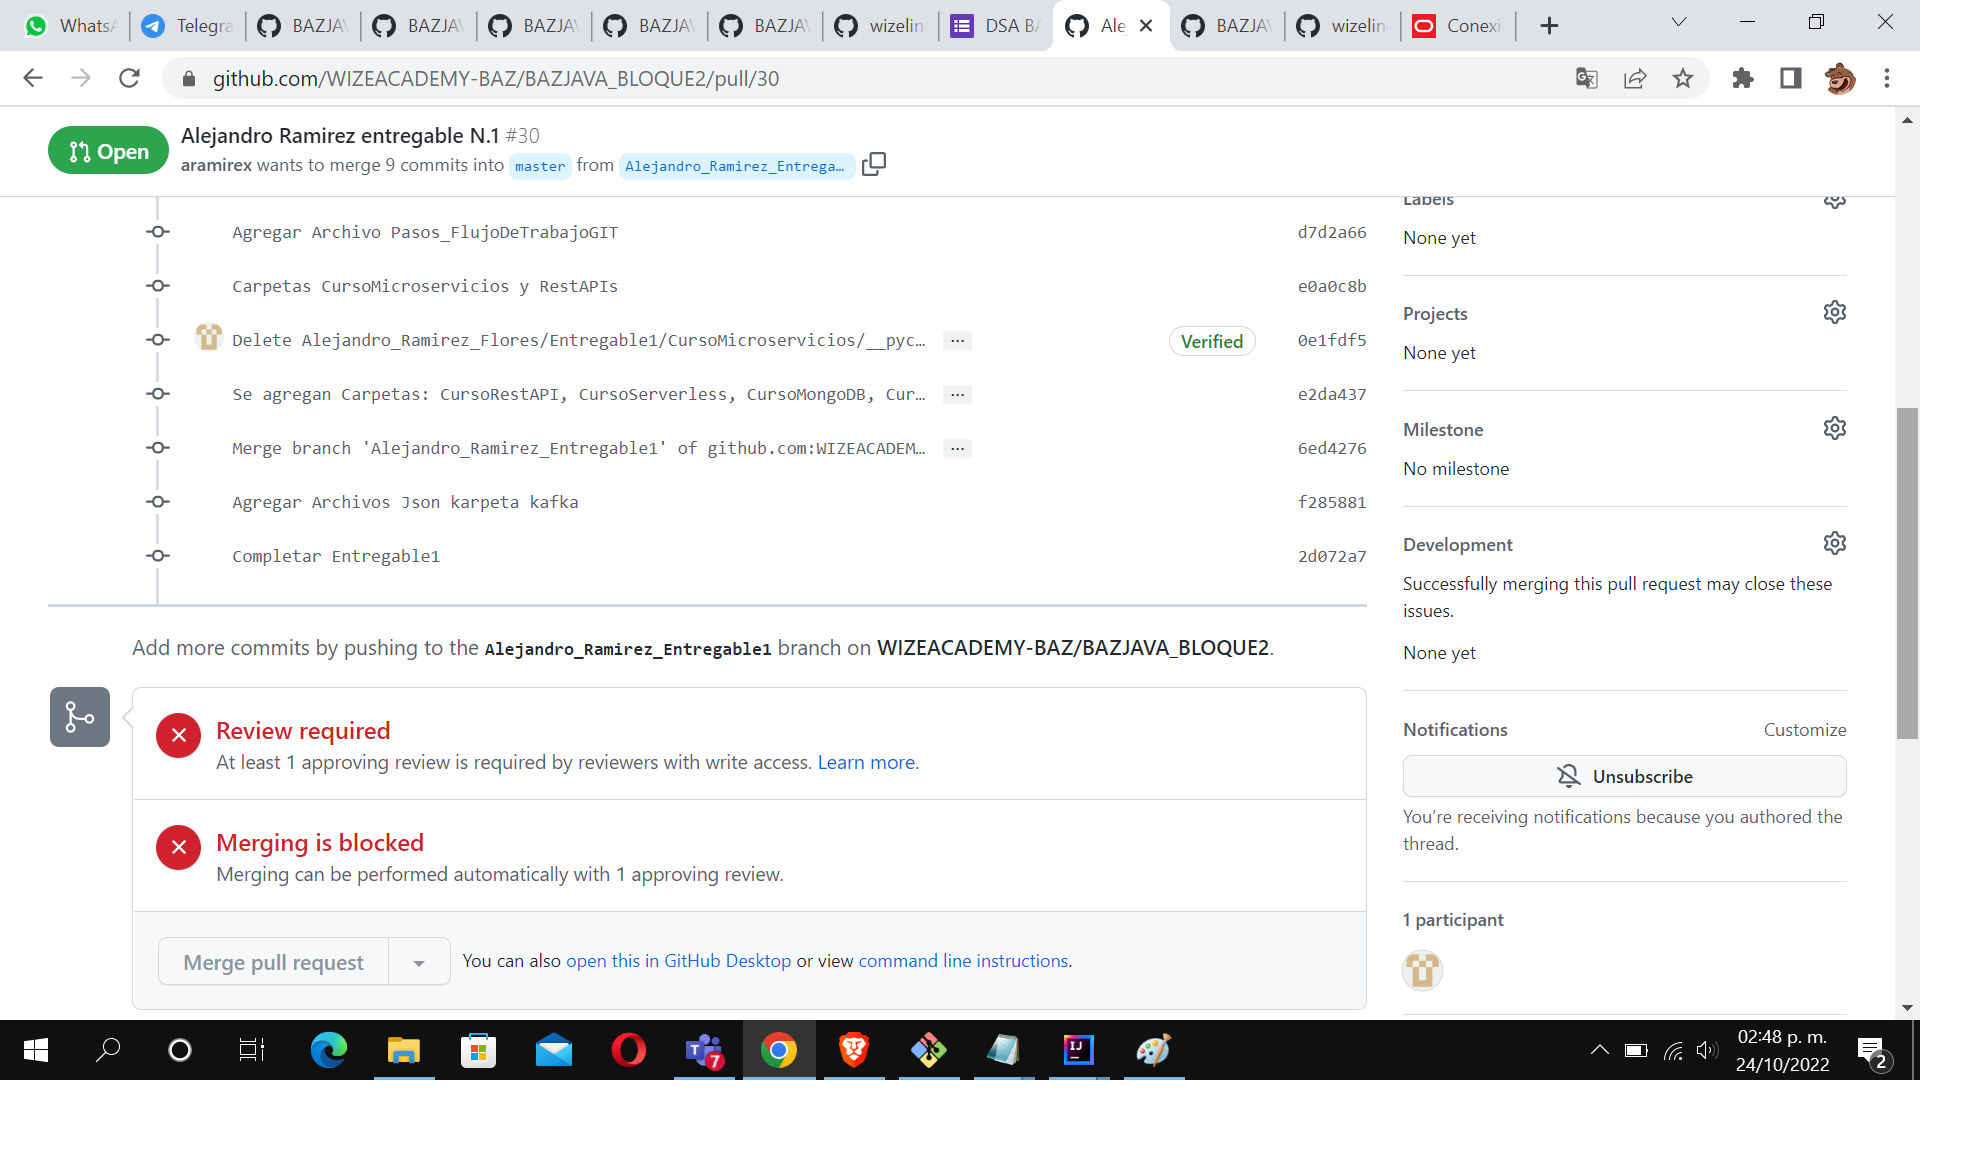 Whats
Telegra
BAZJA
BAZJA
BAZJA
BAZJA
BAZJA
wizelin
DSA BA
Ale
BAZJA
wizelin
Conexi
github.com/WIZEACADEMY-BAZ/BAZJAVA_BLOQUE2/pull/30
Open
Alejandro Ramirez entregable N.1 #30
aramirex wants to merge 9 commits into master from Alejandro_Ramirez_Entrega…
Agregar Archivo Pasos_FlujoDeTrabajoGIT d7d2a66
Carpetas CursoMicroservicios y RestAPIs e0a0c8b
Delete Alejandro_Ramirez_Flores/Entregable1/CursoMicroservicios/__pyc… … Verified 0e1fdf5
Se agregan Carpetas: CursoRestAPI, CursoServerless, CursoMongoDB, Cur… … e2da437
Merge branch 'Alejandro_Ramirez_Entregable1' of github.com:WIZEACADEM… … 6ed4276
Agregar Archivos Json karpeta kafka f285881
Completar Entregable1 2d072a7
Add more commits by pushing to the Alejandro_Ramirez_Entregable1 branch on WIZEACADEMY-BAZ/BAZJAVA_BLOQUE2.
Review required
At least 1 approving review is required by reviewers with write access. Learn more.
Merging is blocked
Merging can be performed automatically with 1 approving review.
Merge pull request
You can also open this in GitHub Desktop or view command line instructions.
Labels
None yet
Projects
None yet
Milestone
No milestone
Development
Successfully merging this pull request may close these
issues.
None yet
Notifications Customize
Unsubscribe
You're receiving notifications because you authored the
thread.
1 participant
7
02:48 p. m.
24/10/2022
2